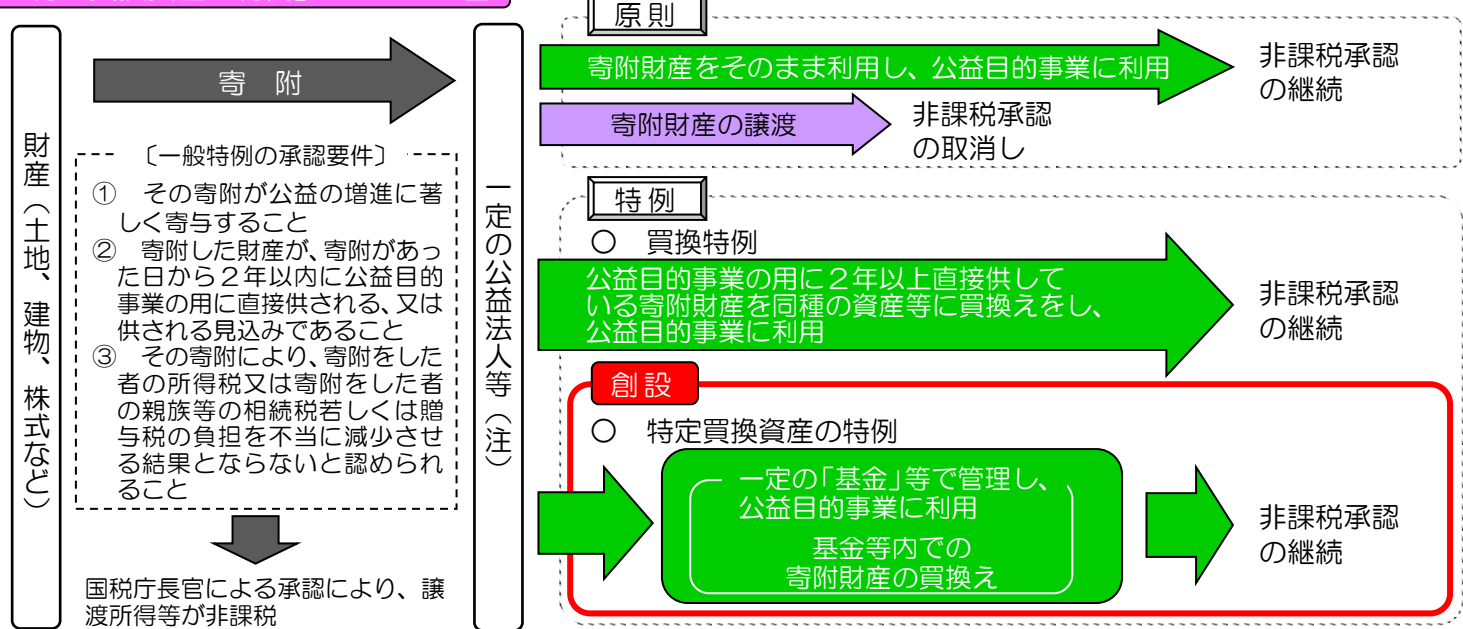 財産（土地、建物、株式など）
寄 附
〔一般特例の承認要件〕
① その寄附が公益の増進に著
しく寄与すること
② 寄附した財産が、寄附があっ
た日から２年以内に公益目的
事業の用に直接供される、又は
供される見込みであること
③ その寄附により、寄附をした
者の所得税又は寄附をした者
の親族等の相続税若しくは贈
与税の負担を不当に減少させ
る結果とならないと認められ
ること
国税庁長官による承認により、譲
渡所得等が非課税
一定の公益法人等（注）
原則
寄附財産をそのまま利用し、公益目的事業に利用
非課税承認
の継続
寄附財産の譲渡
非課税承認
の取消し
特例
○ 買換特例
公益目的事業の用に２年以上直接供して
いる寄附財産を同種の資産等に買換えをし、
公益目的事業に利用
非課税承認
の継続
創設
○ 特定買換資産の特例
一定の「基金」等で管理し、
公益目的事業に利用
基金等内での
寄附財産の買換え
非課税承認
の継続